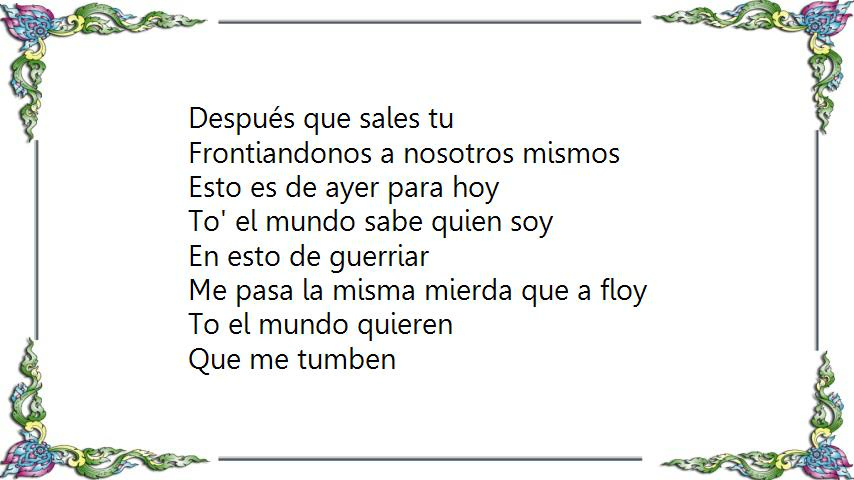 Después que sales tu
Frontiandonos a nosotros mismos
Esto es de ayer para hoy
To' el mundo sabe quien soy
En esto de guerriar
Me pasa la misma mierda que a floy
To el mundo quieren
Que me tumben